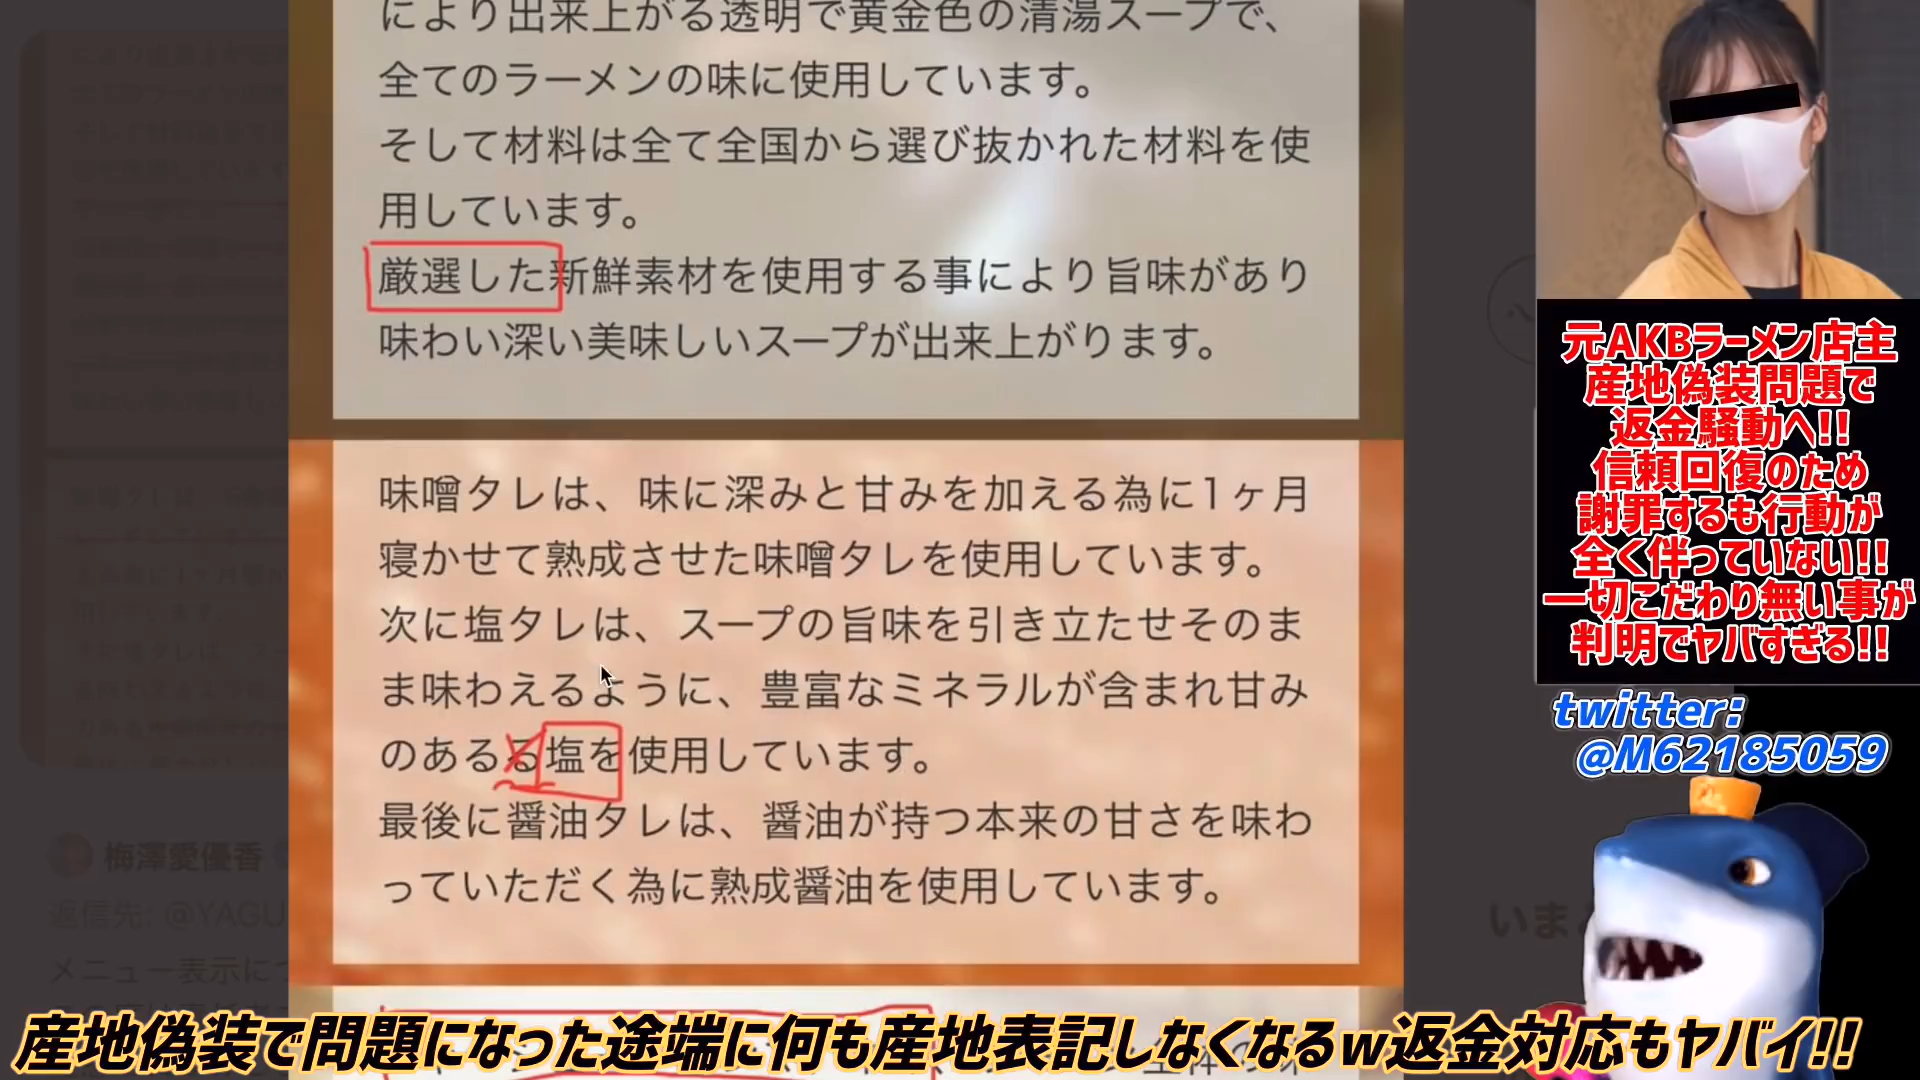 により出来上がる透明で黄金色の清湯スープで、
全てのラーメンの味に使用しています。
そして材料は全て全国から選び抜かれた材料を使
用しています。
厳選した新鮮素材を使用する事により旨味があり
味わい深い美味しいスープが出来上がります。
味噌タレは、味に深みと甘みを加える為に1ヶ月
寝かせて熟成させた味噌タレを使用しています。
次に塩タレは、スープの旨味を引き立たせそのま
ま味わえるように、豊富なミネラルが含まれ甘み
のあるる塩を使用しています。
最後に醤油タレは、醤油が持つ本来の甘さを味わ
っていただく為に熟成醤油を使用しています。
梅澤愛優香
返信先: @YAGU
メニュー表示につ
いま
元AKBラーメン店主
産地偽装問題で
返金騒動へ!!
信頼回復のため
謝罪するも行動が
全く伴っていない!!
一切こだわり無い事が
判明でヤバすぎる!!
twitter:
@M62185059
産地偽装で問題になった途端に何も産地表記しなくなるw返金対応もヤバイ!!